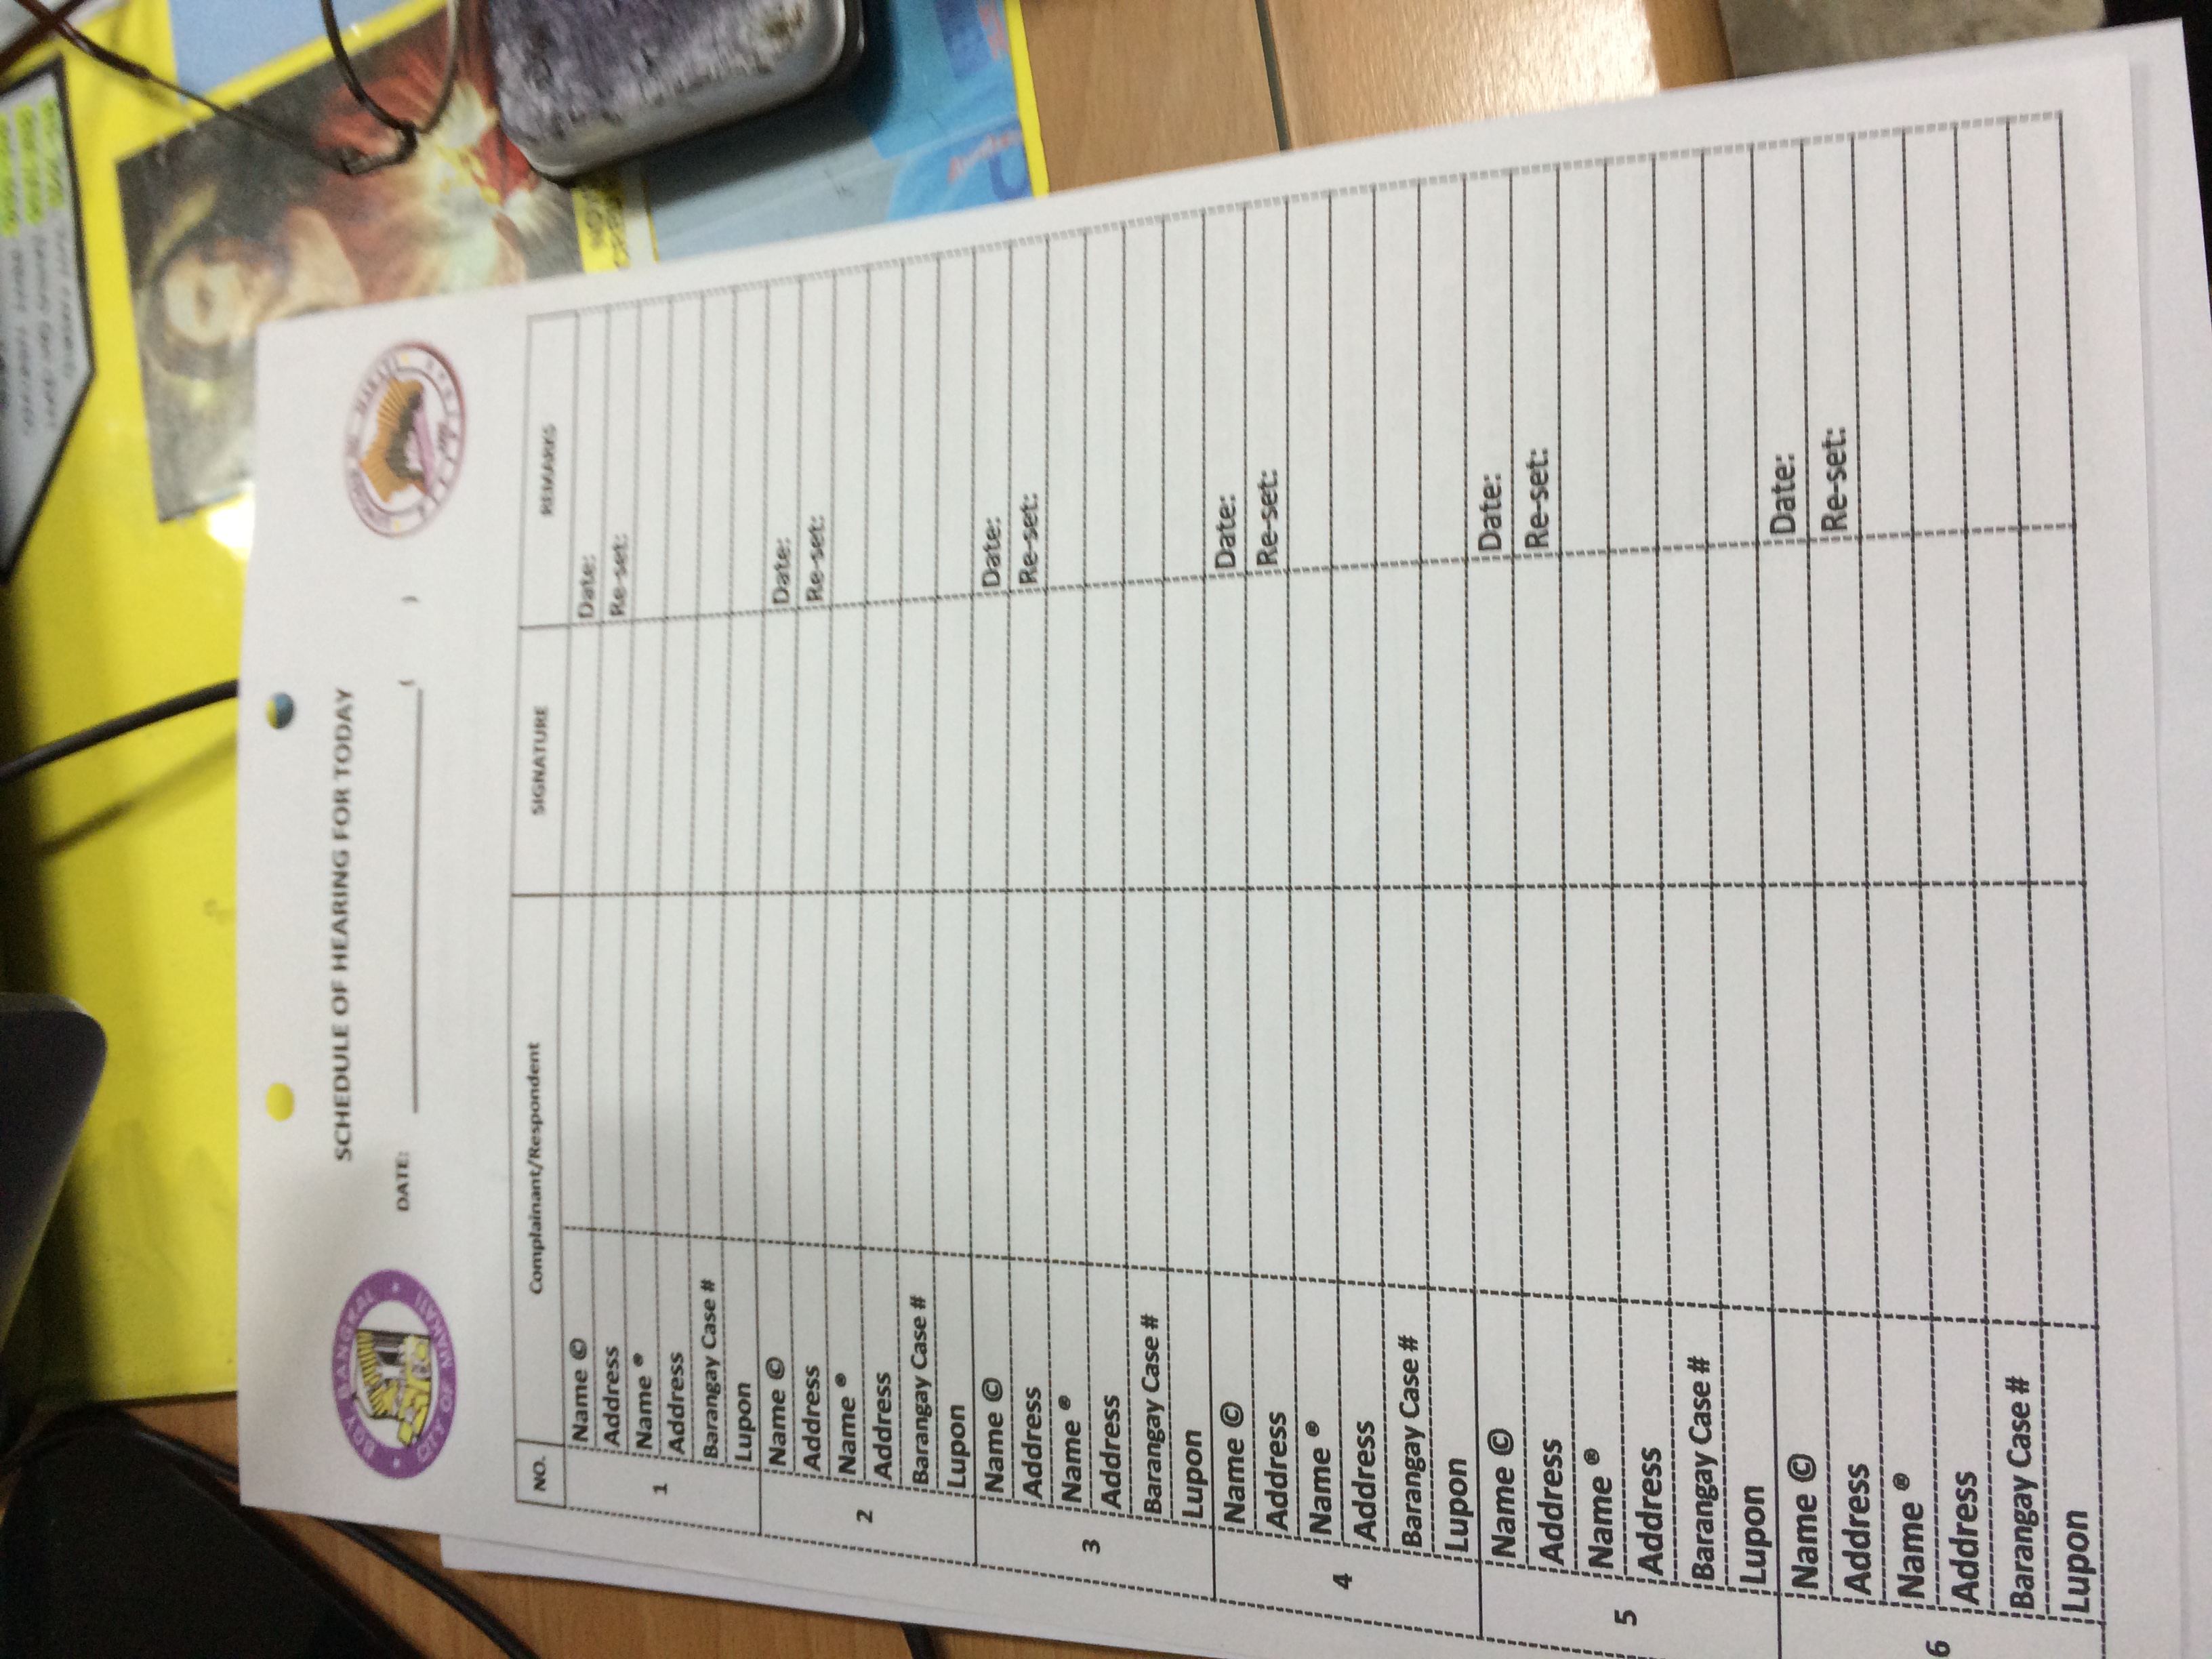 SCHEDULE OF HEARING FOR TODAY
BGY. BANGKAL
CITY OF MAKATI
DATE: ____________________( )
MAKATI
NO. Complainant/Respondent SIGNATURE REMARKS
1
Name © Date:
Address Re-set:
Name ®
Address
Barangay Case #
Lupon
2
Name © Date:
Address Re-set:
Name ®
Address
Barangay Case #
Lupon
3
Name © Date:
Address Re-set:
Name ®
Address
Barangay Case #
Lupon
4
Name © Date:
Address Re-set:
Name ®
Address
Barangay Case #
Lupon
5
Name © Date:
Address Re-set:
Name ®
Address
Barangay Case #
Lupon
6
Name © Date:
Address Re-set:
Name ®
Address
Barangay Case #
Lupon